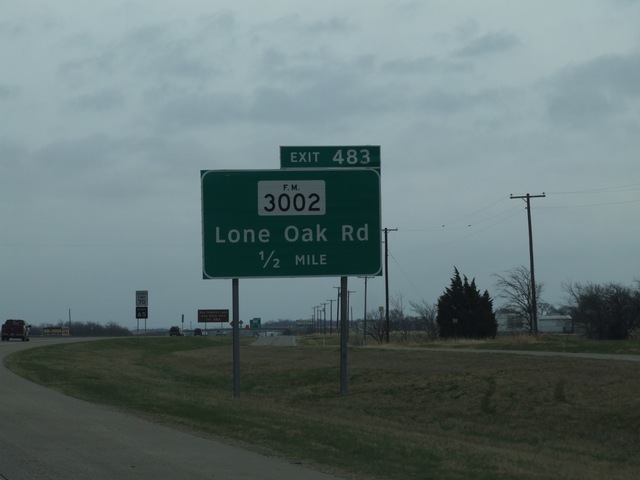 EXIT 483
F.M.
3002
Lone Oak Rd
1/2 MILE